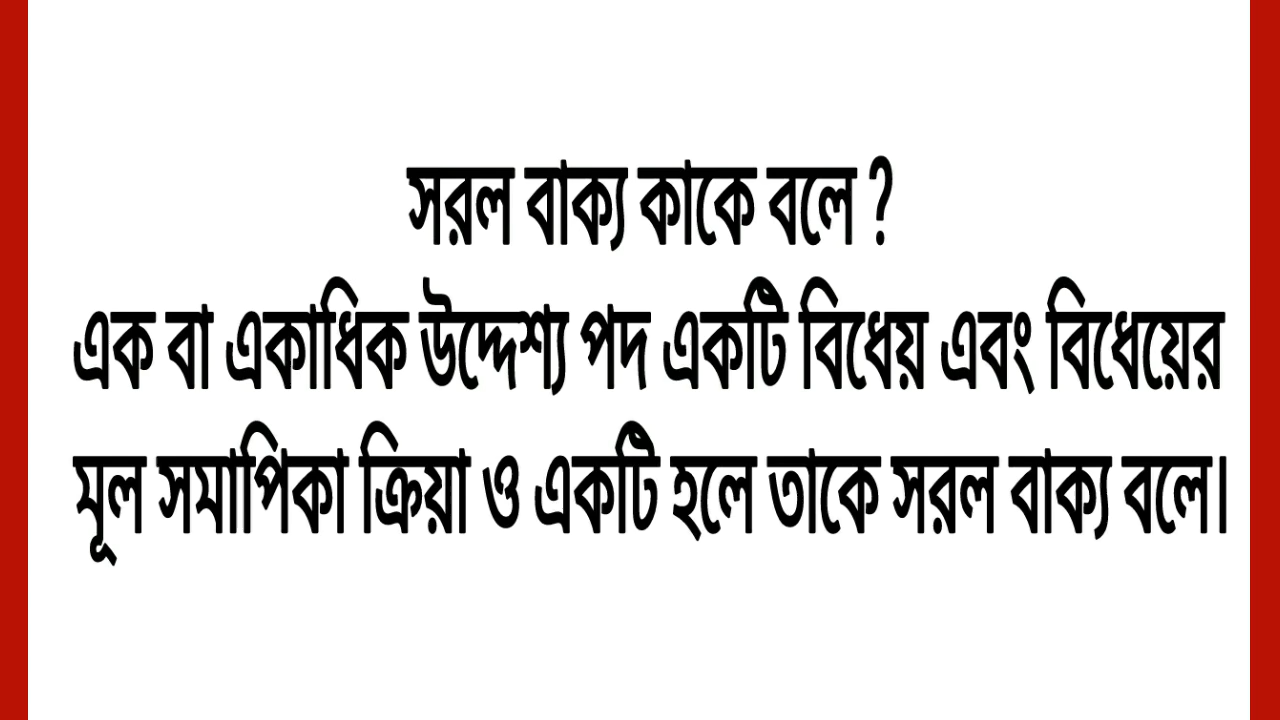 সরল বাক্য কাকে বলে ?
এক বা একাধিক উদ্দেশ্য পদ একটি বিধেয় এবং বিধেয়ের
মূল সমাপিকা ক্রিয়া ও একটি হলে তাকে সরল বাক্য বলে।